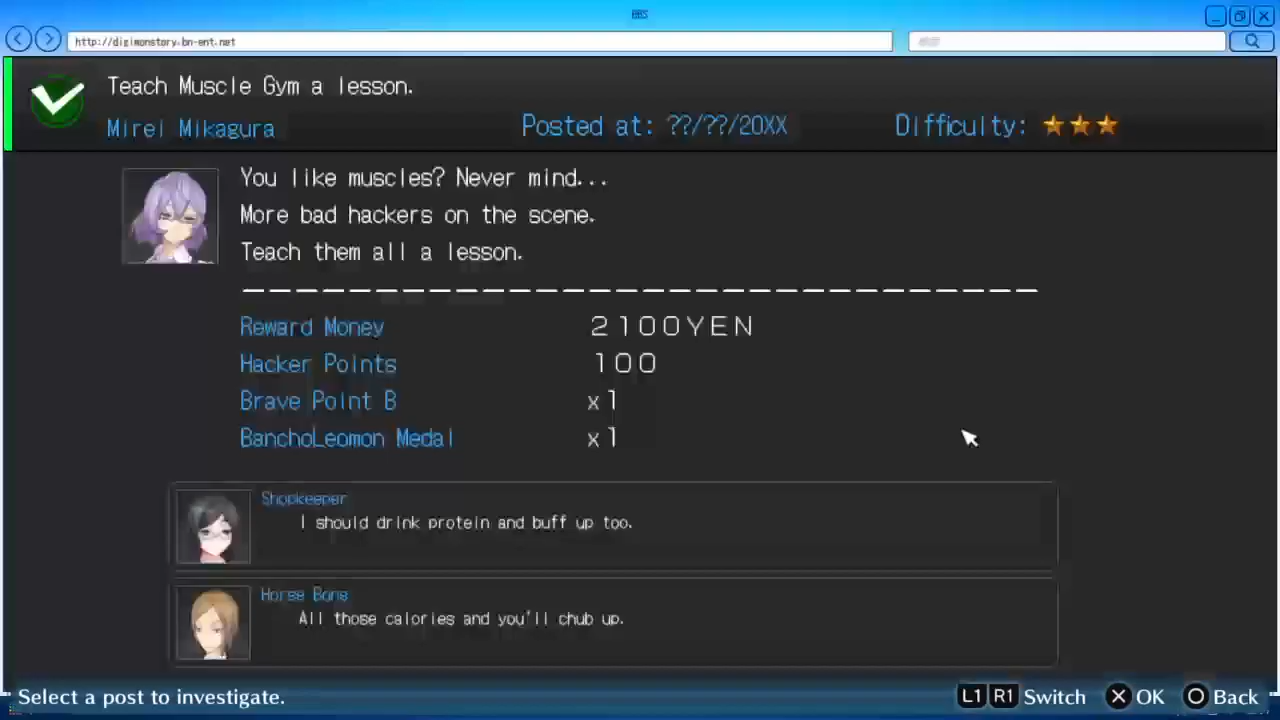 BBS
http://digimonstory.bn-ent.net
Teach Muscle Gym a lesson.
Mirei Mikagura
Posted at: ??/??/20XX
Difficulty: ★★★
You like muscles? Never mind...
More bad hackers on the scene.
Teach them all a lesson.
Reward Money 2100YEN
Hacker Points 100
Brave Point B x1
BanchoLeomon Medal x1
Shopkeeper
I should drink protein and buff up too.
Horse Bone
All those calories and you'll chub up.
Select a post to investigate.
L1 R1 Switch X OK O Back